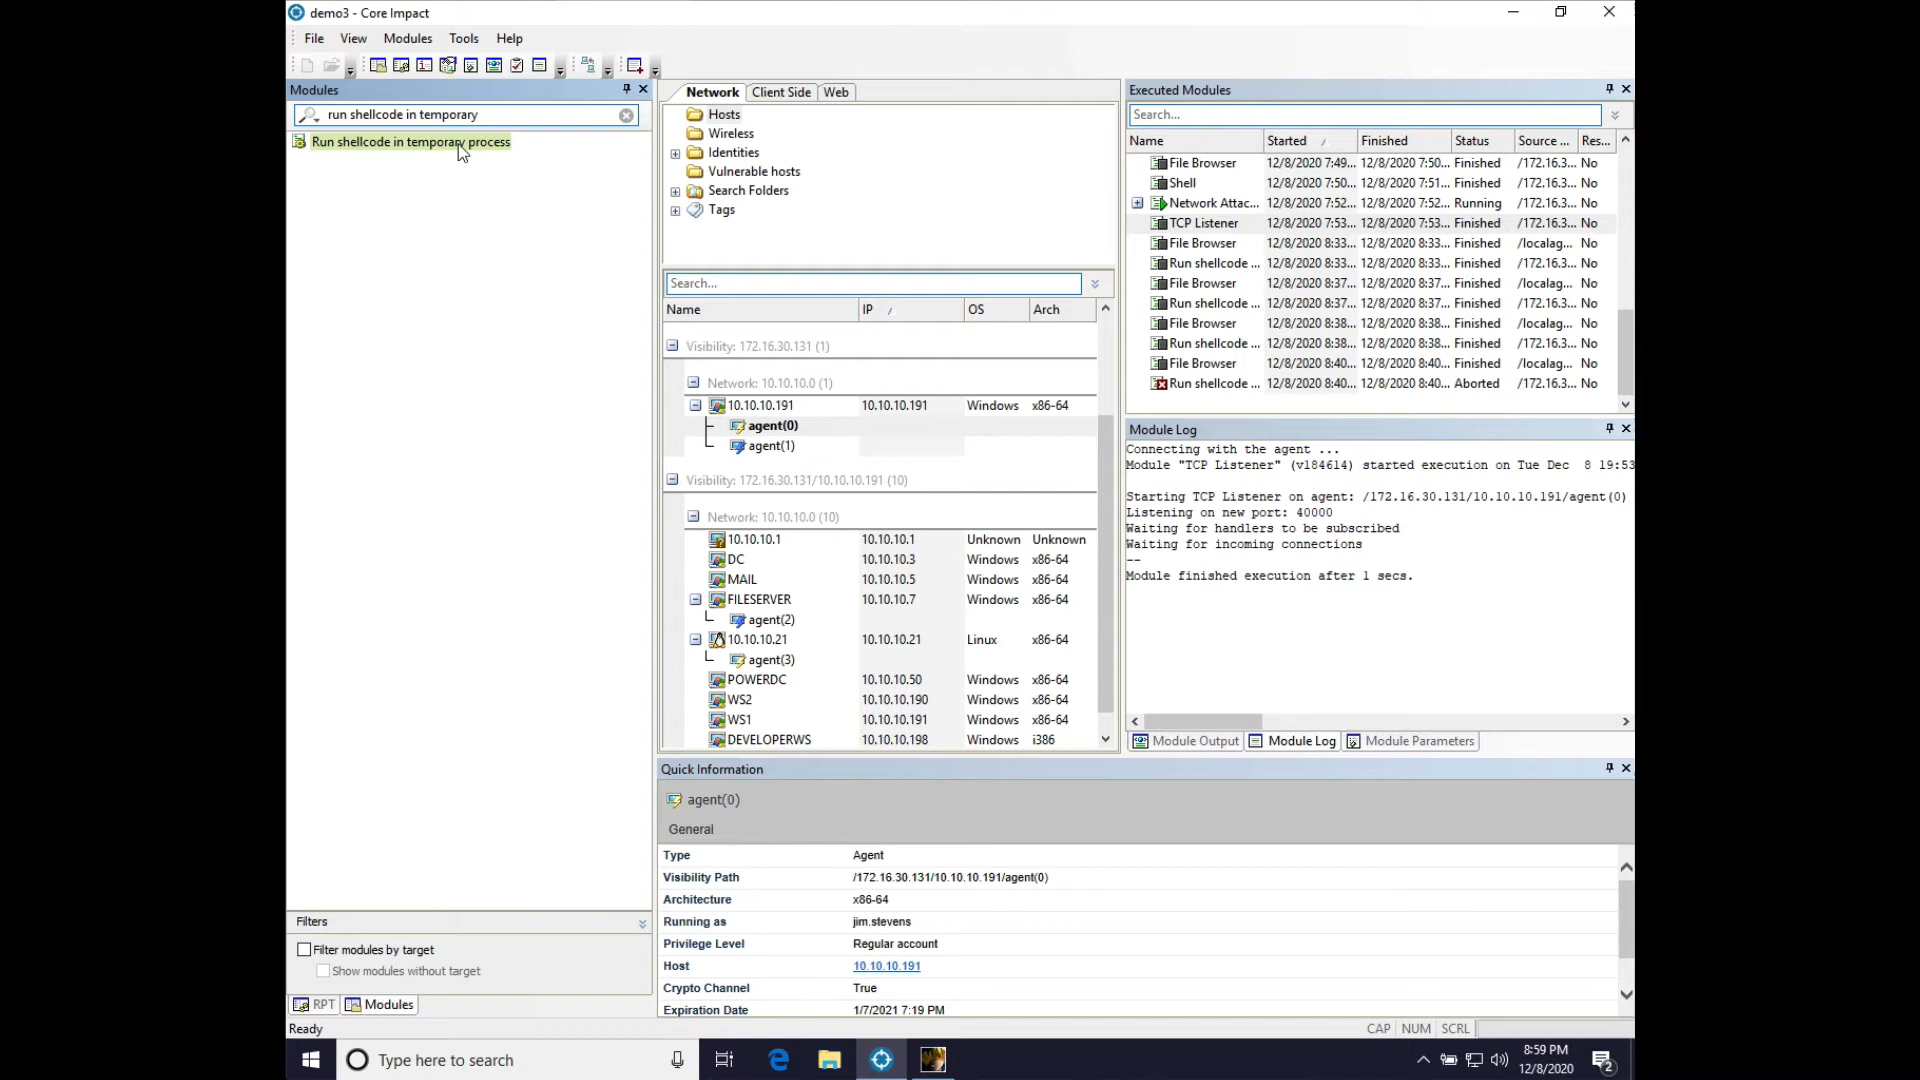 demo3 - Core Impact
File View Modules Tools Help
Modules
run shellcode in temporary
Run shellcode in temporary process
Filters
Filter modules by target
Show modules without target
RPT Modules
Ready
Network Client Side Web
Hosts
Wireless
Identities
Vulnerable hosts
Search Folders
Tags
Search...
Name IP OS Arch
Visibility: 172.16.30.131 (1)
Network: 10.10.10.0 (1)
10.10.10.191 10.10.10.191 Windows x86-64
agent(0)
agent(1)
Visibility: 172.16.30.131/10.10.10.191 (10)
Network: 10.10.10.0 (10)
10.10.10.1 10.10.10.1 Unknown Unknown
DC 10.10.10.3 Windows x86-64
MAIL 10.10.10.5 Windows x86-64
FILESERVER 10.10.10.7 Windows x86-64
agent(2)
10.10.10.21 10.10.10.21 Linux x86-64
agent(3)
POWERDC 10.10.10.50 Windows x86-64
WS2 10.10.10.190 Windows x86-64
WS1 10.10.10.191 Windows x86-64
DEVELOPERWS 10.10.10.198 Windows i386
Executed Modules
Search...
Name Started Finished Status Source ... Res...
File Browser 12/8/2020 7:49... 12/8/2020 7:50... Finished /172.16.3... No
Shell 12/8/2020 7:50... 12/8/2020 7:51... Finished /172.16.3... No
Network Attac... 12/8/2020 7:52... 12/8/2020 7:52... Running /172.16.3... No
TCP Listener 12/8/2020 7:53... 12/8/2020 7:53... Finished /172.16.3... No
File Browser 12/8/2020 8:33... 12/8/2020 8:33... Finished /localag... No
Run shellcode ... 12/8/2020 8:33... 12/8/2020 8:33... Finished /172.16.3... No
File Browser 12/8/2020 8:37... 12/8/2020 8:37... Finished /localag... No
Run shellcode ... 12/8/2020 8:37... 12/8/2020 8:37... Finished /172.16.3... No
File Browser 12/8/2020 8:38... 12/8/2020 8:38... Finished /localag... No
Run shellcode ... 12/8/2020 8:38... 12/8/2020 8:38... Finished /172.16.3... No
File Browser 12/8/2020 8:40... 12/8/2020 8:40... Finished /localag... No
Run shellcode ... 12/8/2020 8:40... 12/8/2020 8:40... Aborted /172.16.3... No
Module Log
Connecting with the agent ...
Module "TCP Listener" (v184614) started execution on Tue Dec 8 19:53
Starting TCP Listener on agent: /172.16.30.131/10.10.10.191/agent(0)
Listening on new port: 40000
Waiting for handlers to be subscribed
Waiting for incoming connections
--
Module finished execution after 1 secs.
Module Output Module Log Module Parameters
Quick Information
agent(0)
General
Type Agent
Visibility Path /172.16.30.131/10.10.10.191/agent(0)
Architecture x86-64
Running as jim.stevens
Privilege Level Regular account
Host 10.10.10.191
Crypto Channel True
Expiration Date 1/7/2021 7:19 PM
CAP NUM SCRL
Type here to search
8:59 PM
12/8/2020
2